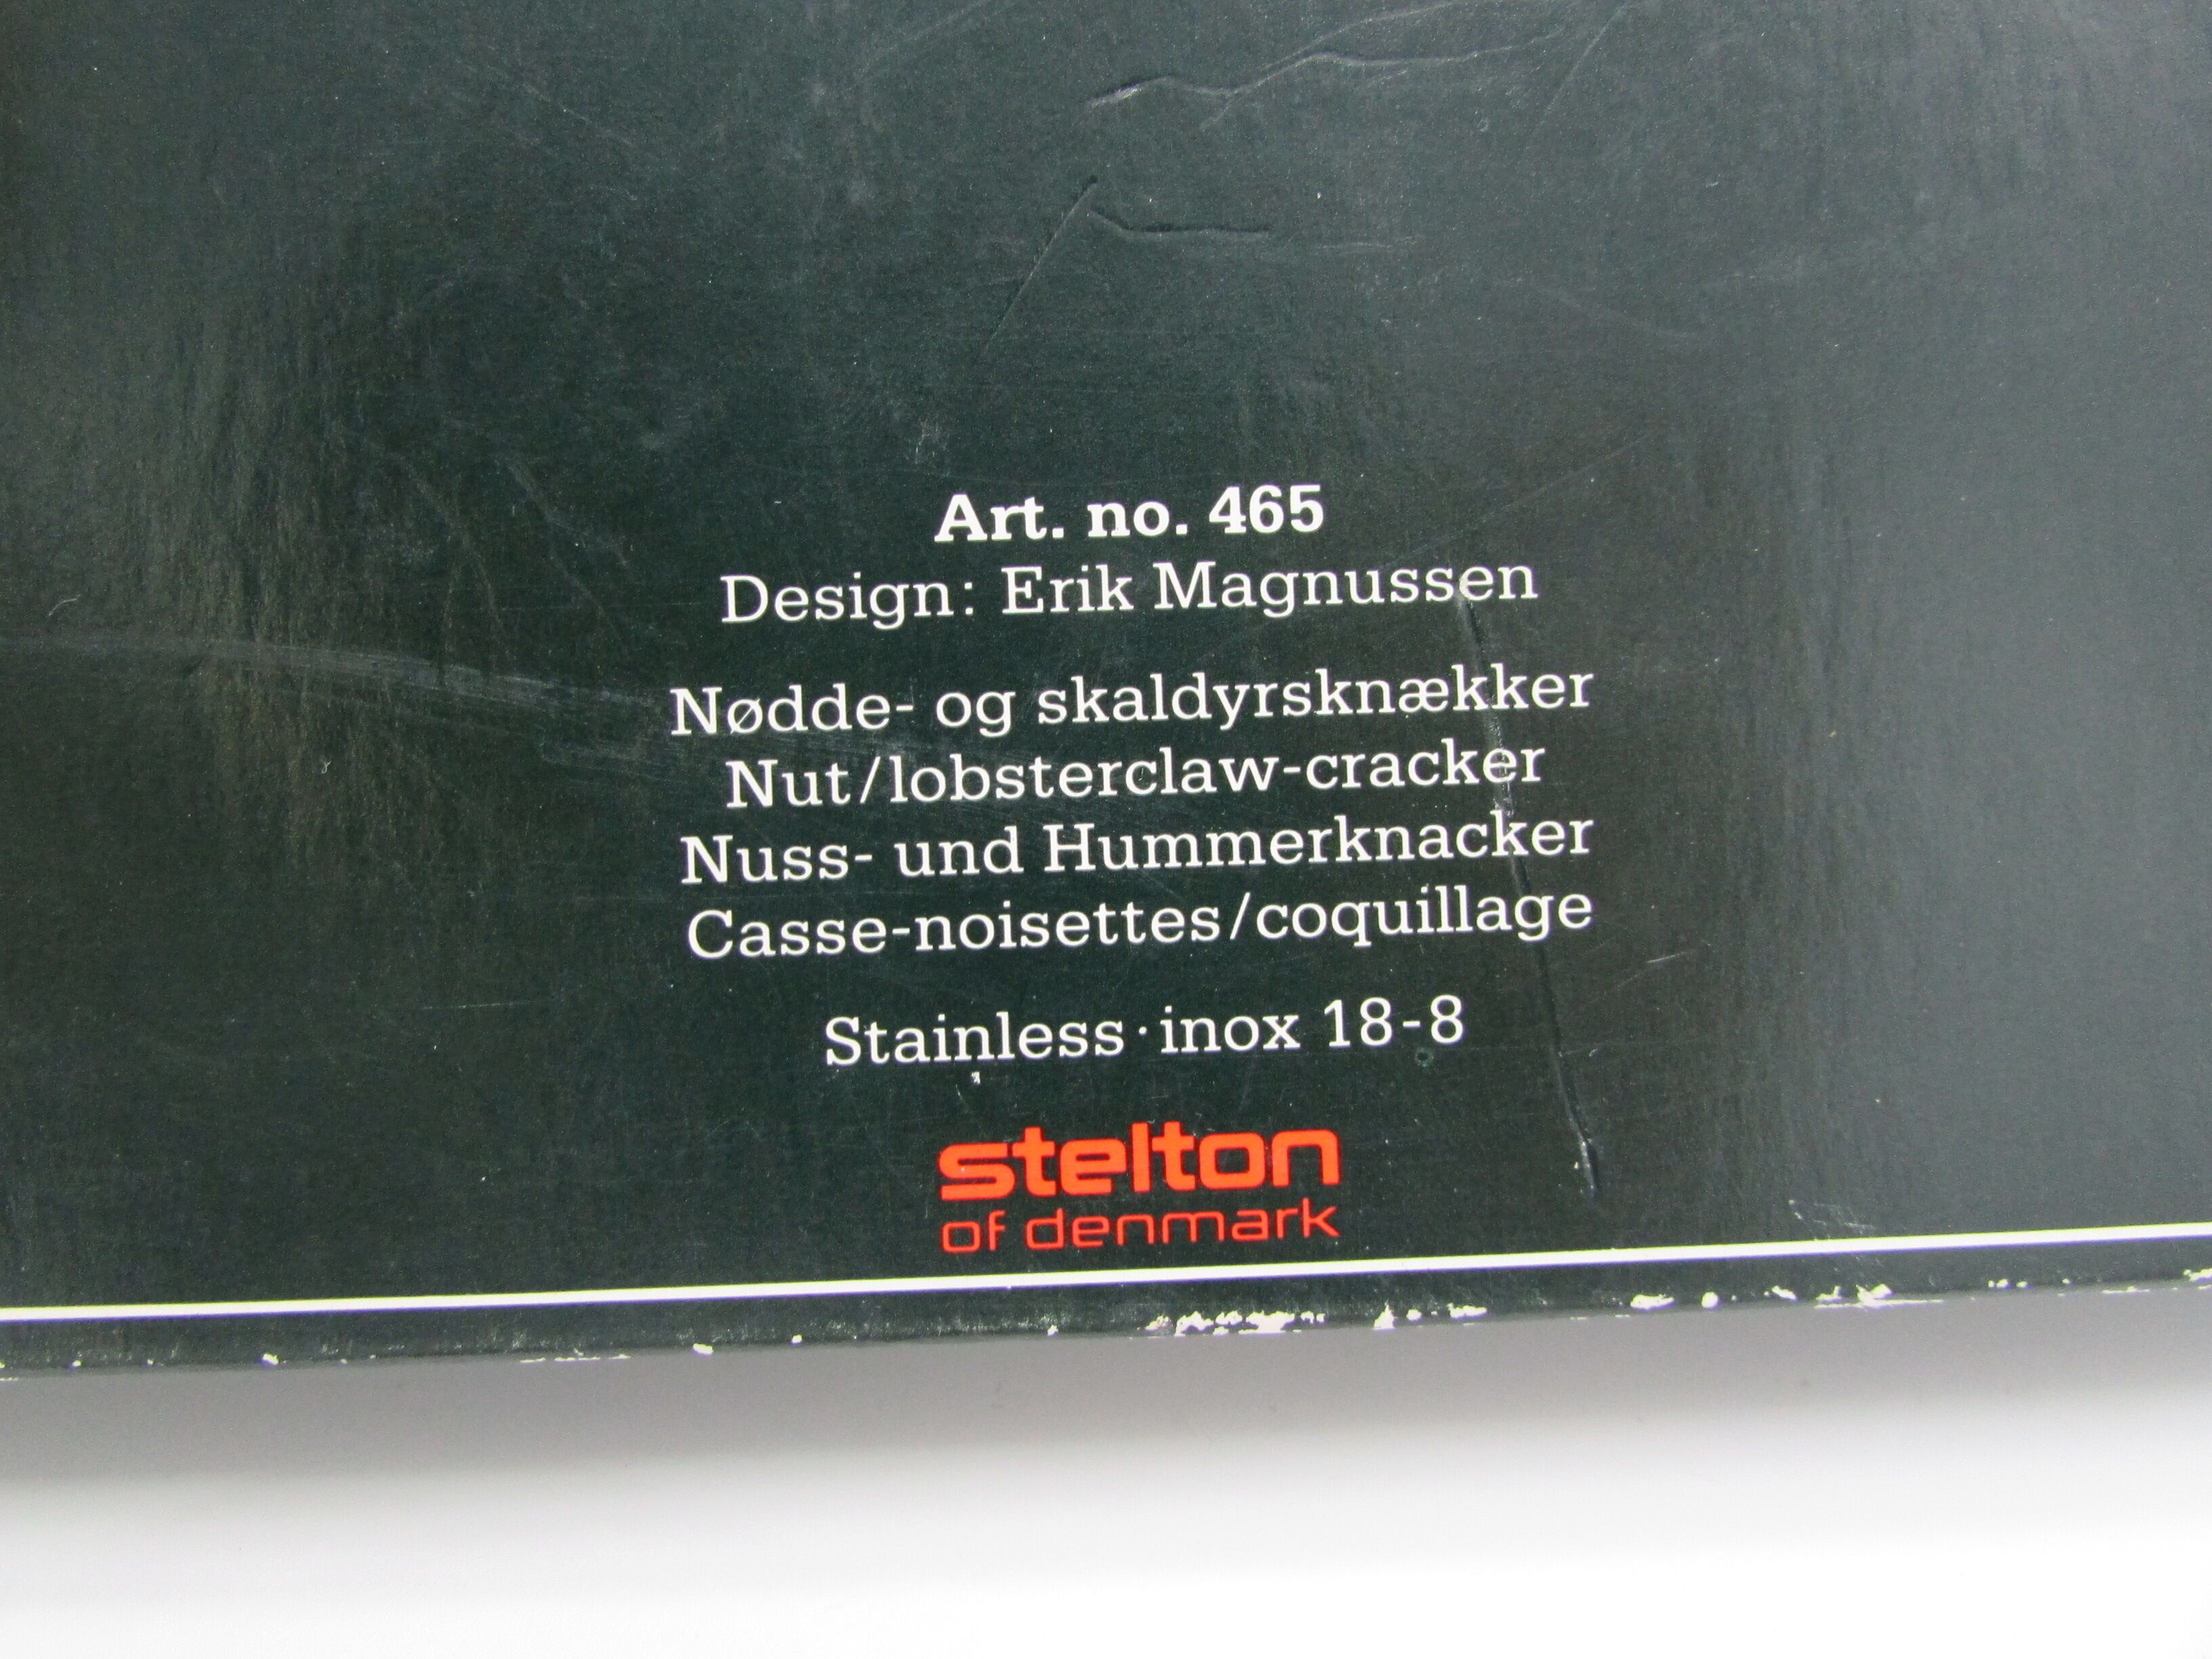 Art. no. 465
Design: Erik Magnussen
Nødde- og skaldyrsknækker
Nut/lobsterclaw-cracker
Nuss- und Hummerknacker
Casse-noisettes/coquillage
Stainless · inox 18-8
stelton
of denmark